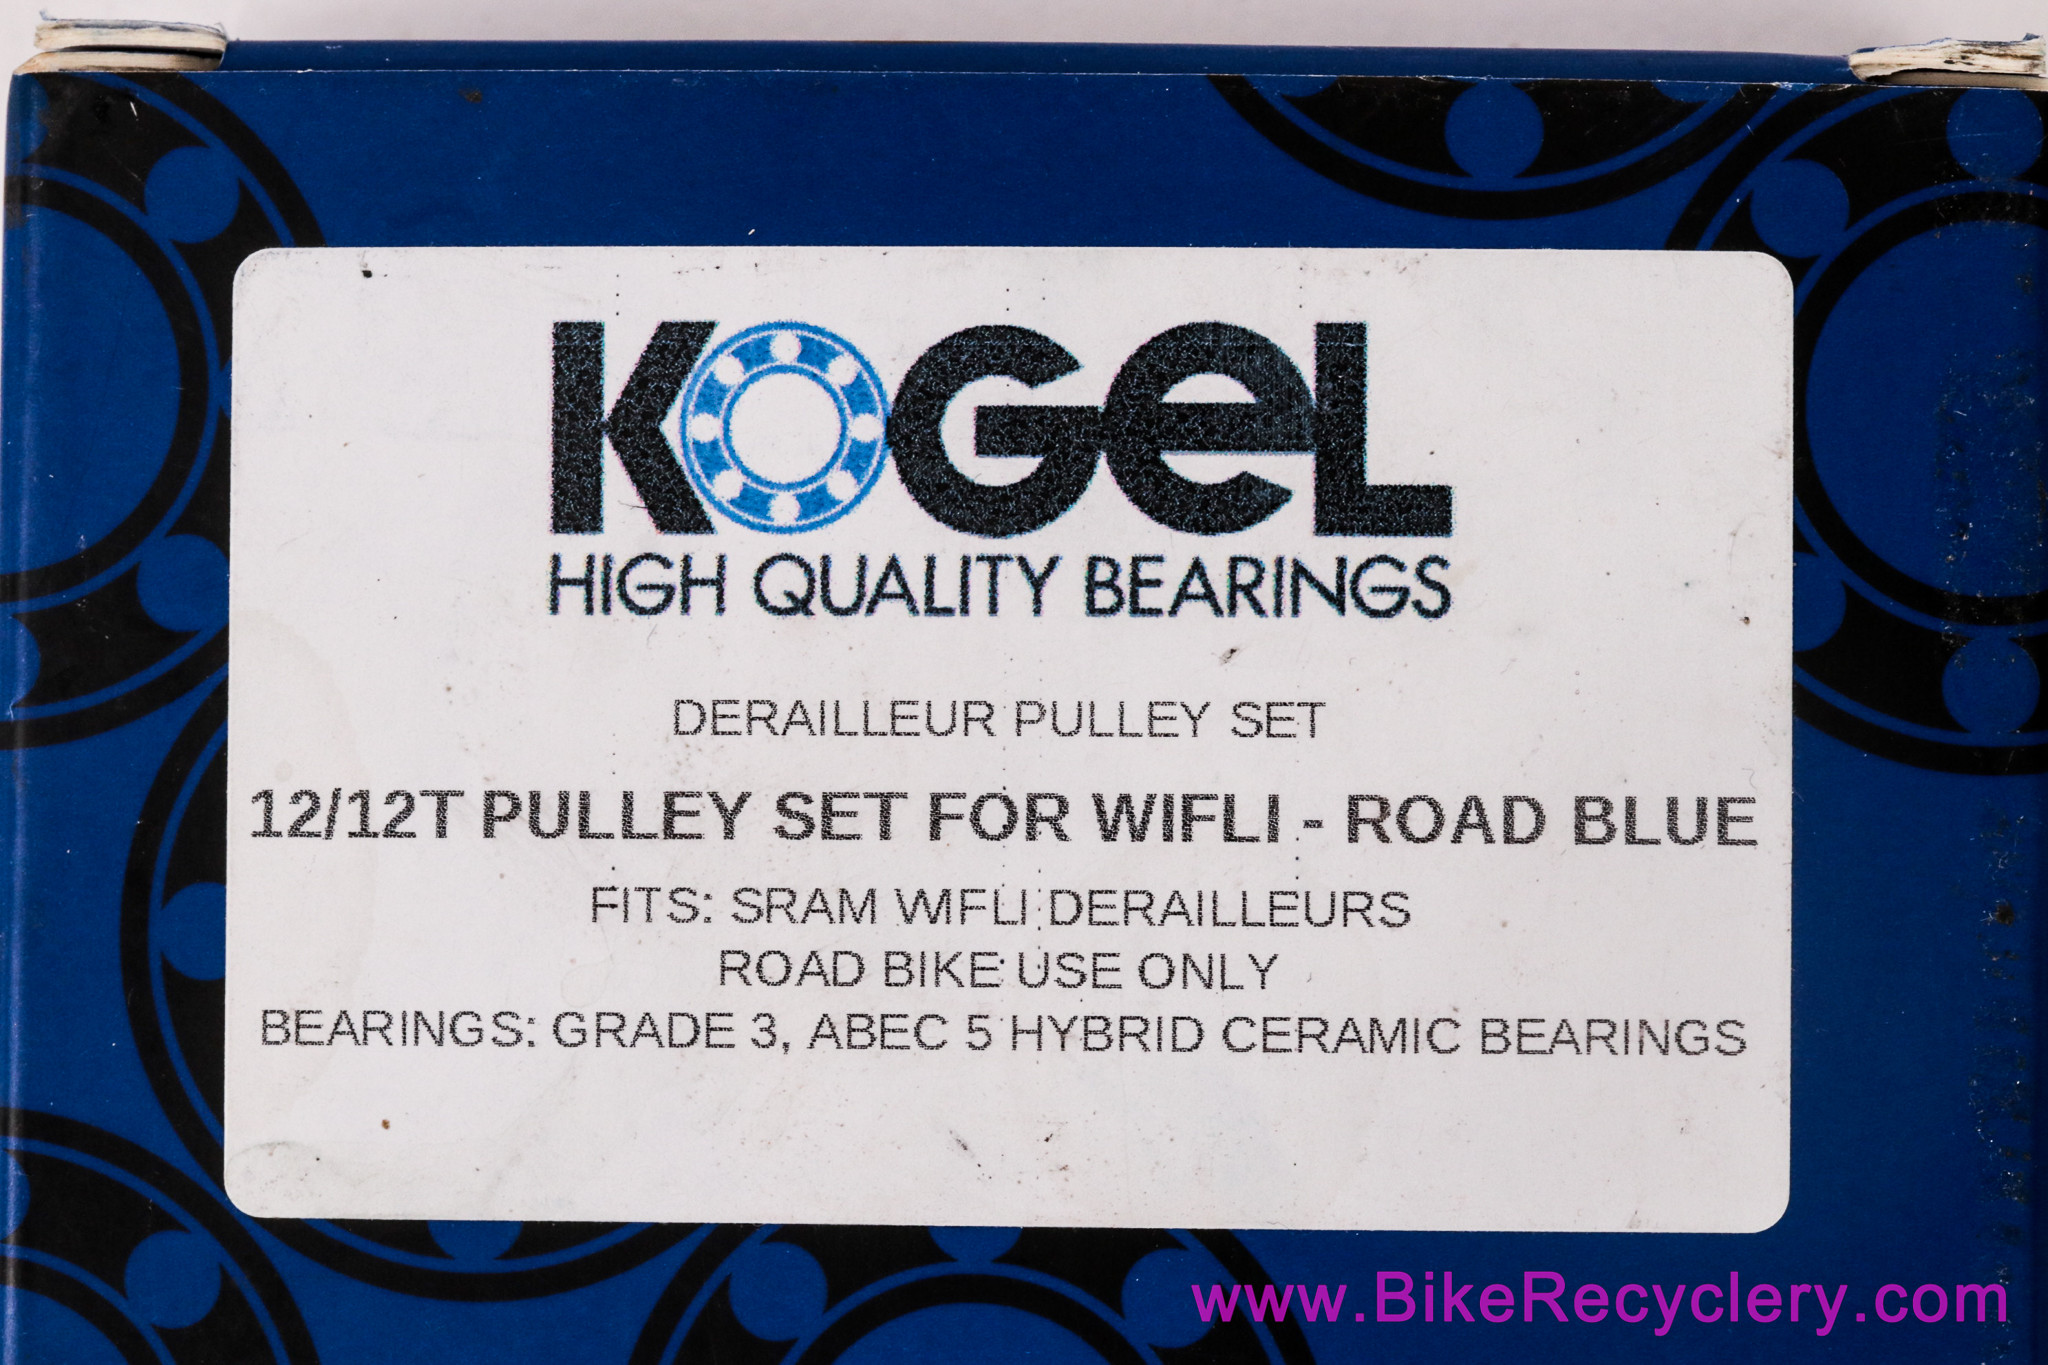 KOGEL
HIGH QUALITY BEARINGS
DERAILLEUR PULLEY SET
12/12T PULLEY SET FOR WIFLI - ROAD BLUE
FITS: SRAM WIFLI DERAILLEURS
ROAD BIKE USE ONLY
BEARINGS: GRADE 3, ABEC 5 HYBRID CERAMIC BEARINGS
www.BikeRecyclery.com